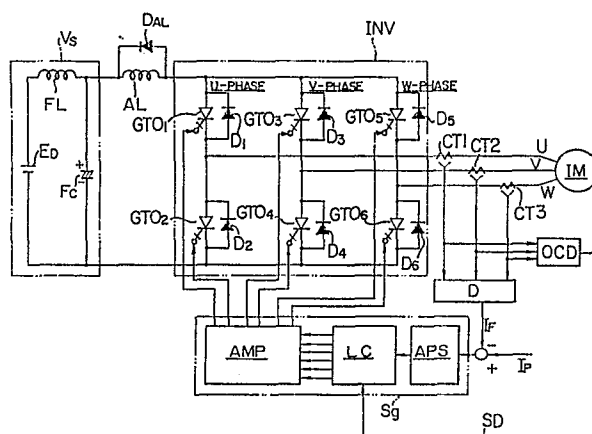 DAL
VS
INV
FL
AL
U-PHASE
V-PHASE
W-PHASE
GTO1
D1
GTO3
D3
GTO5
D5
CT1
CT2
U
V
W
IM
CT3
ED
+
FC
GTO2
D2
GTO4
D4
GTO6
D6
OCD
D
IF
-
+
IP
AMP
LC
APS
Sg
SD